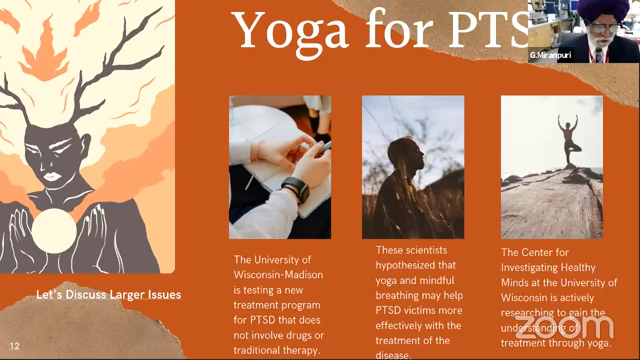 Yoga for PTS
G.Miranpuri
The University of
Wisconsin-Madison
is testing a new
treatment program
for PTSD that does
not involve drugs or
traditional therapy.
These scientists
hypothesized that
yoga and mindful
breathing may help
PTSD victims more
effectively with the
treatment of the
disease.
The Center for
Investigating Healthy
Minds at the University of
Wisconsin is actively
researching to gain the
understanding of
treatment through yoga.
Let's Discuss Larger Issues
12
zoom